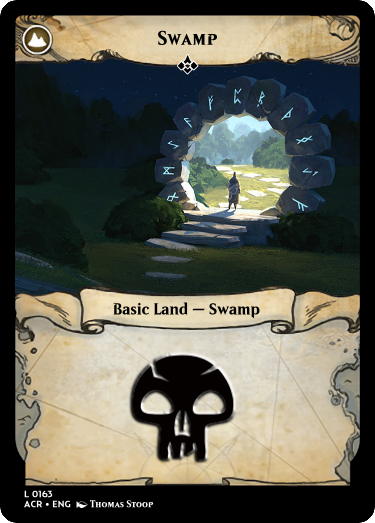 Swamp
Basic Land — Swamp
L 0163
ACR • ENG Thomas Stoop